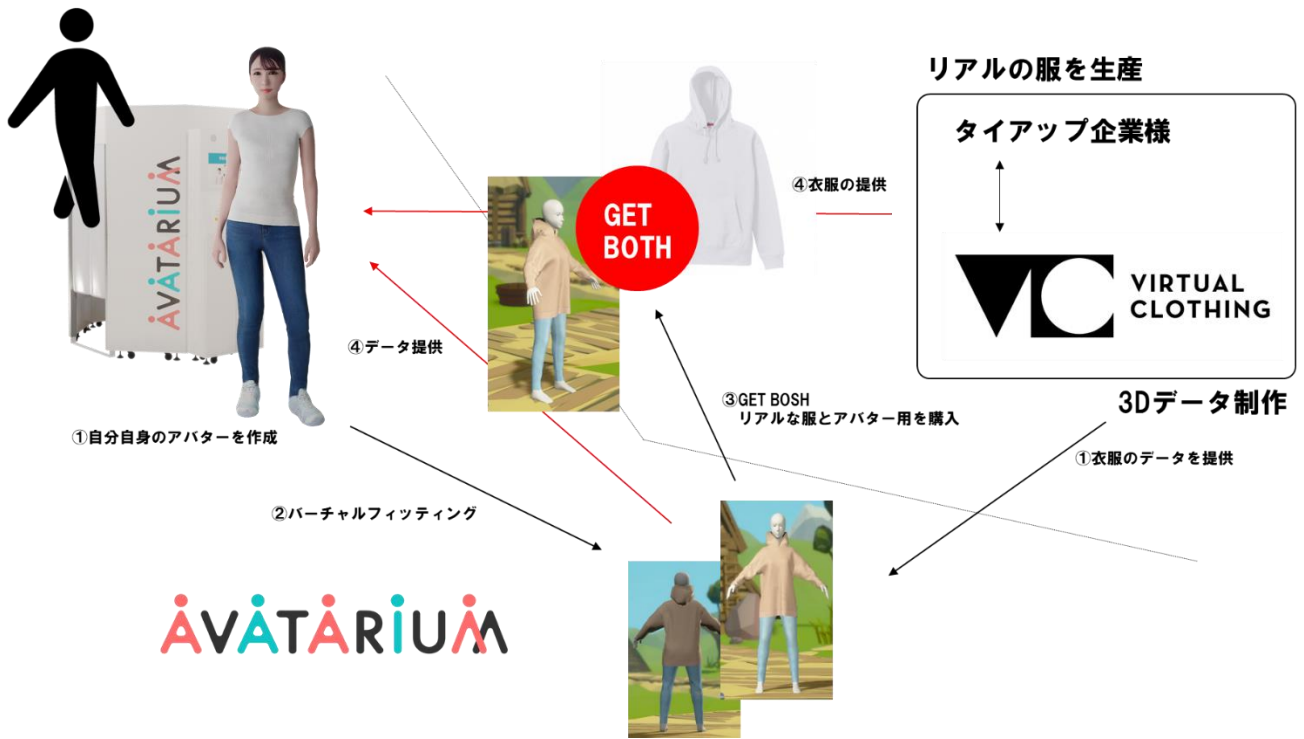 リアルの服を生産
タイアップ企業様
VIRTUAL
CLOTHING
3Dデータ制作
①衣服のデータを提供
④衣服の提供
GET
BOTH
AVATARIUM
④データ提供
①自分自身のアバターを作成
③GET BOSH
リアルな服とアバター用を購入
②バーチャルフィッティング
AVATARIUM